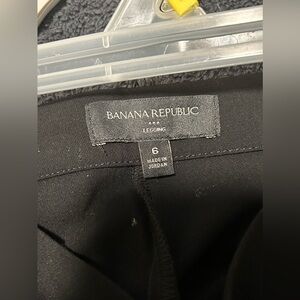 BANANA REPUBLIC
LEGGING
6
MADE IN
JORDAN